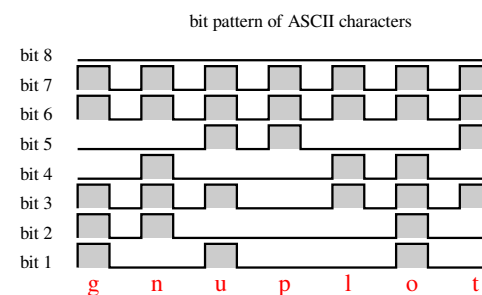 bit pattern of ASCII characters
bit 8
bit 7
bit 6
bit 5
bit 4
bit 3
bit 2
bit 1
g n u p l o t